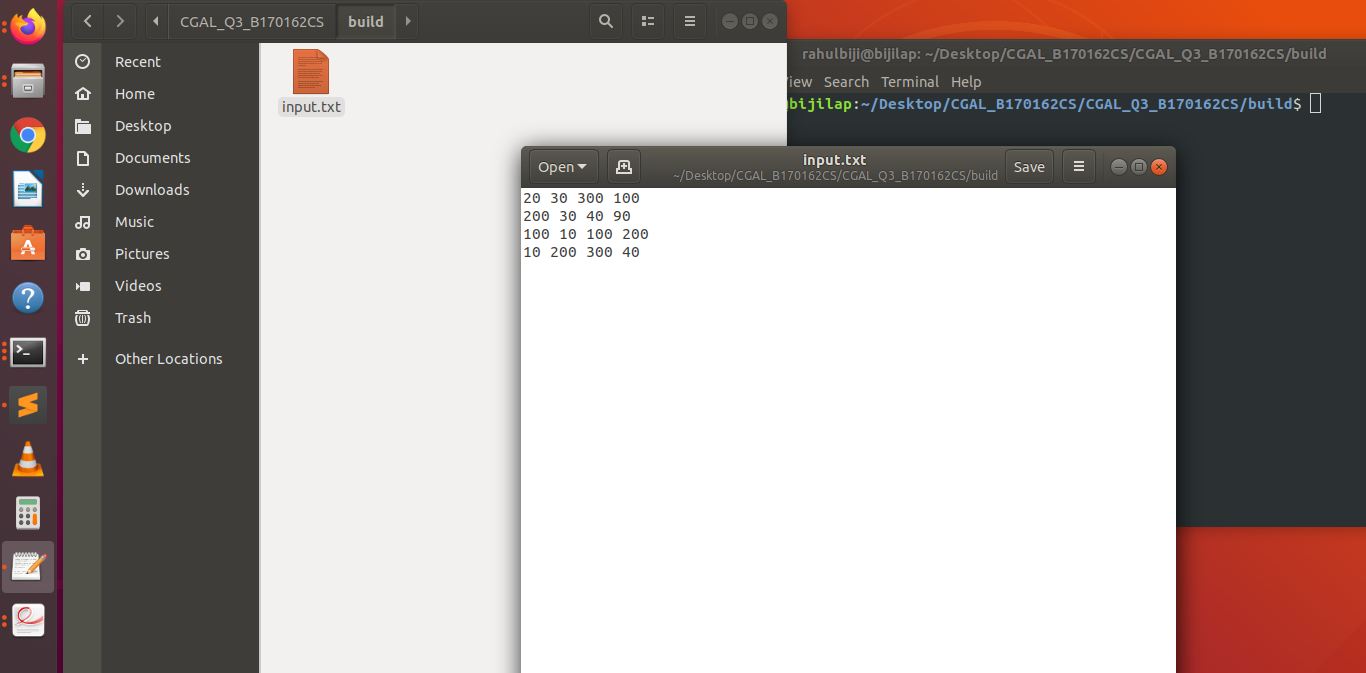 CGAL_Q3_B170162CS build
Recent
Home
Desktop
Documents
Downloads
Music
Pictures
Videos
Trash
Other Locations
input.txt
rahulbiji@bijilap: ~/Desktop/CGAL_B170162CS/CGAL_Q3_B170162CS/build
View Search Terminal Help
bijilap:~/Desktop/CGAL_B170162CS/CGAL_Q3_B170162CS/build$
Open
input.txt
~/Desktop/CGAL_B170162CS/CGAL_Q3_B170162CS/build
Save
20 30 300 100
200 30 40 90
100 10 100 200
10 200 300 40